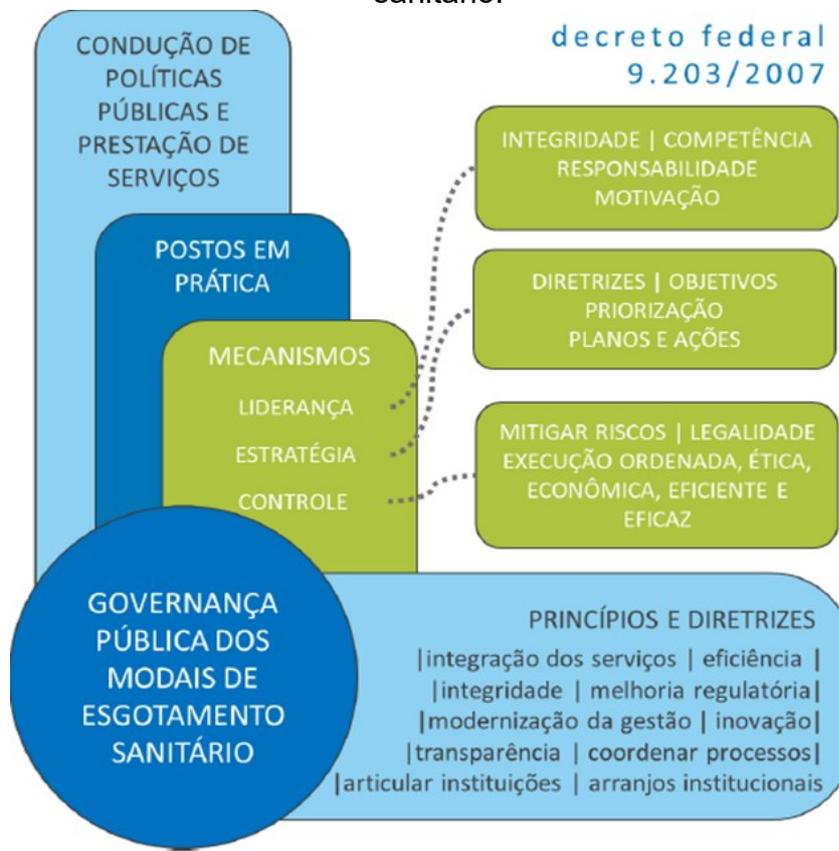 sanitário.
decreto federal
9.203/2007
CONDUÇÃO DE
POLÍTICAS
PÚBLICAS E
PRESTAÇÃO DE
SERVIÇOS
POSTOS EM
PRÁTICA
MECANISMOS
LIDERANÇA
ESTRATÉGIA
CONTROLE
INTEGRIDADE | COMPETÊNCIA
RESPONSABILIDADE
MOTIVAÇÃO
DIRETRIZES | OBJETIVOS
PRIORIZAÇÃO
PLANOS E AÇÕES
MITIGAR RISCOS | LEGALIDADE
EXECUÇÃO ORDENADA, ÉTICA,
ECONÔMICA, EFICIENTE E
EFICAZ
GOVERNANÇA
PÚBLICA DOS
MODAIS DE
ESGOTAMENTO
SANITÁRIO
PRINCÍPIOS E DIRETRIZES
|integração dos serviços | eficiência |
|integridade | melhoria regulatória|
|modernização da gestão | inovação|
|transparência | coordenar processos|
|articular instituições | arranjos institucionais